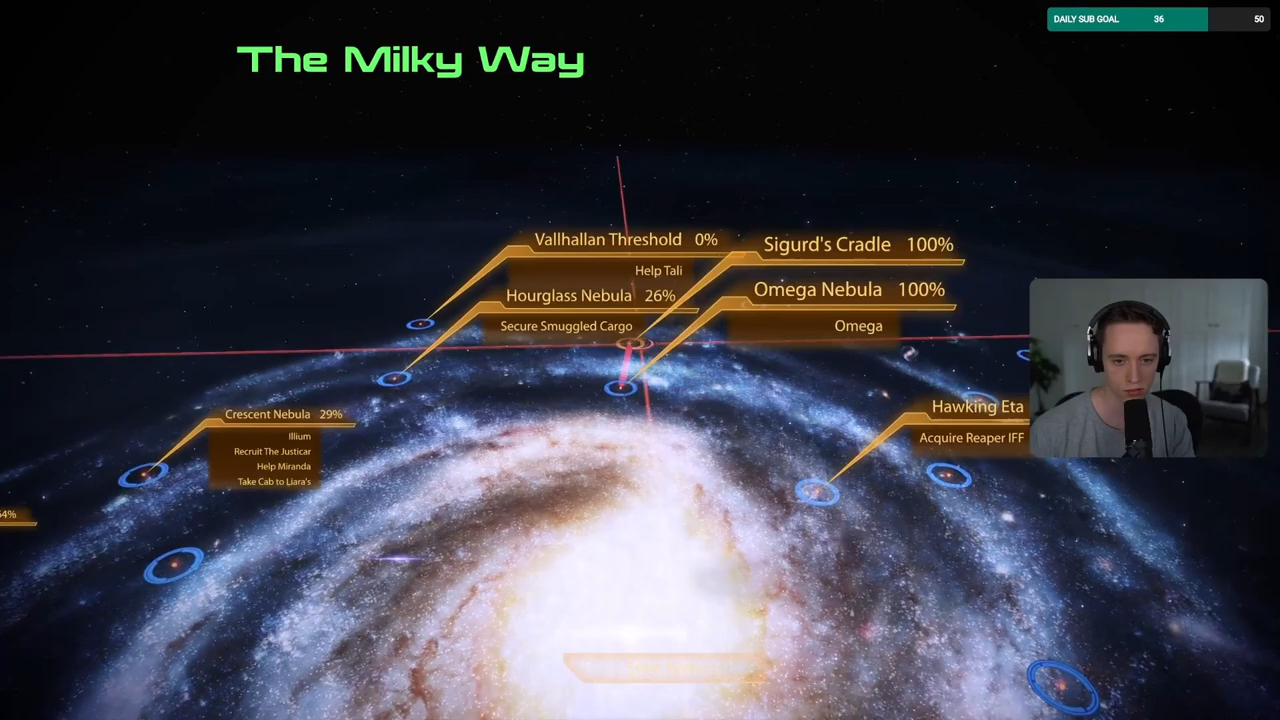 DAILY SUB GOAL 36 50
The Milky Way
Vallhallan Threshold 0%
Help Tali
Sigurd's Cradle 100%
Hourglass Nebula 26%
Secure Smuggled Cargo
Omega Nebula 100%
Omega
Crescent Nebula 29%
Illium
Recruit The Justicar
Help Miranda
Take Cab to Liara's
Hawking Eta
Acquire Reaper IFF